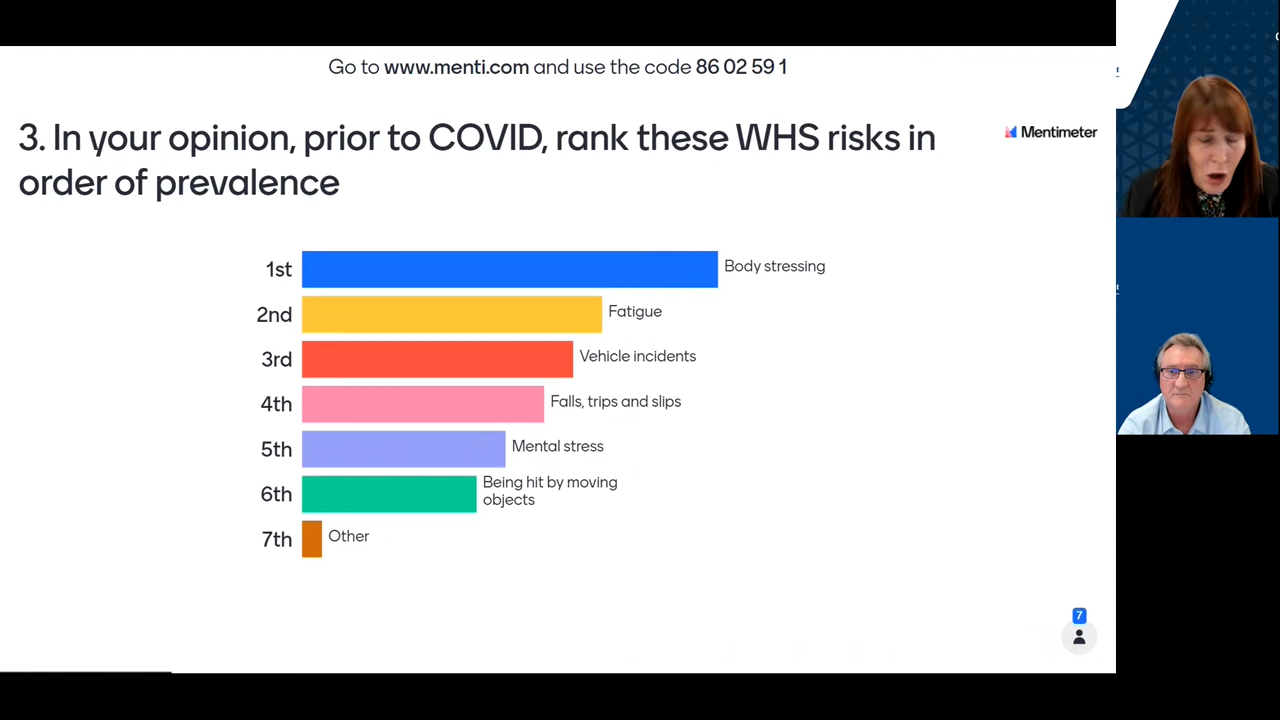 Go to www.menti.com and use the code 86 02 59 1
3. In your opinion, prior to COVID, rank these WHS risks in
order of prevalence
Mentimeter
1st
Body stressing
2nd
Fatigue
3rd
Vehicle incidents
4th
Falls, trips and slips
5th
Mental stress
6th
Being hit by moving
objects
7th
Other
7